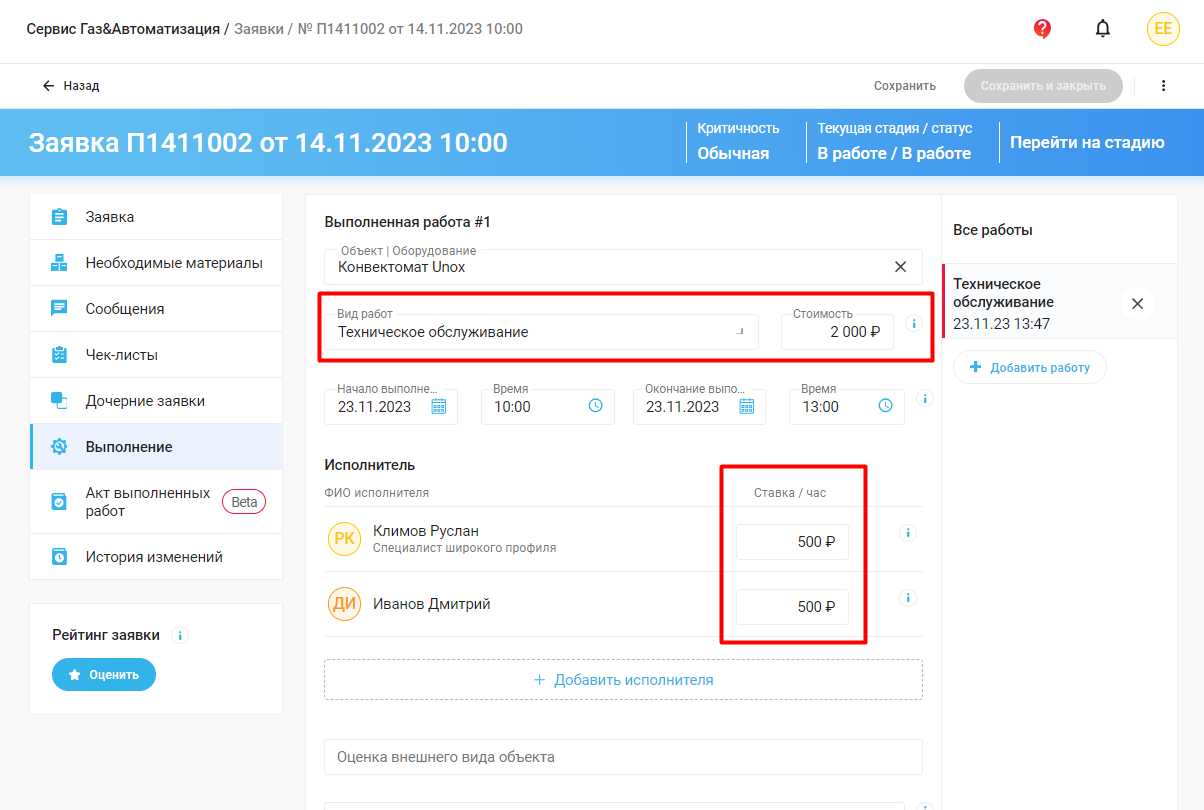 Сервис Газ&Автоматизация / Заявки / № П1411002 от 14.11.2023 10:00
?
ЕЕ
Назад
Сохранить
Сохранить и закрыть
Заявка П1411002 от 14.11.2023 10:00
Критичность
Обычная
Текущая стадия / статус
В работе / В работе
Перейти на стадию
Заявка
Необходимые материалы
Сообщения
Чек-листы
Дочерние заявки
Выполнение
Акт выполненных
работ
Beta
История изменений
Рейтинг заявки
i
Оценить
Выполненная работа #1
Объект | Оборудование
Конвектомат Unox
Вид работ
Техническое обслуживание
Стоимость
2 000 ₽
i
Начало выполне...
23.11.2023
Время
10:00
Окончание выпо...
23.11.2023
Время
13:00
i
Исполнитель
ФИО исполнителя
Ставка / час
РК
Климов Руслан
Специалист широкого профиля
500 ₽
i
ДИ
Иванов Дмитрий
500 ₽
i
+ Добавить исполнителя
Оценка внешнего вида объекта
Все работы
Техническое
обслуживание
23.11.23 13:47
+ Добавить работу